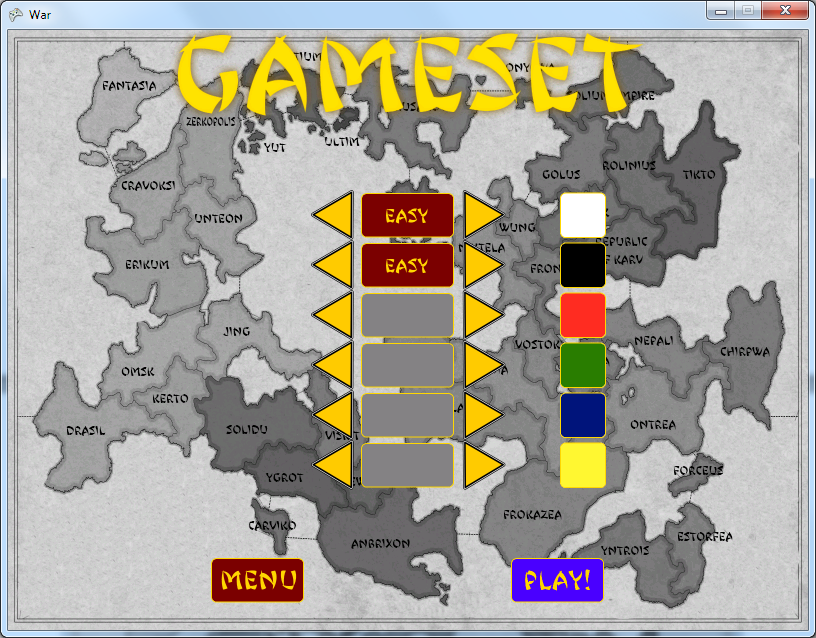 War
GAMESET
FANTASIA
ZERKOPOLIS
YUT
ULTIM
CRAVOKSI
GOLUS
ROLINIUS
TIKTO
EASY
UNTEON
WUNG
EASY
REPUBLIC
OF KARV
ERIKUM
JING
NEPALI
VOSTOK
CHIRPWA
OMSK
KERTO
DRASIL
SOLIDU
ONTREA
YGROT
FORCEUS
FROKAZEA
CARVIKO
ANBRIXON
ESTORFEA
YNTROIS
MENU
PLAY!